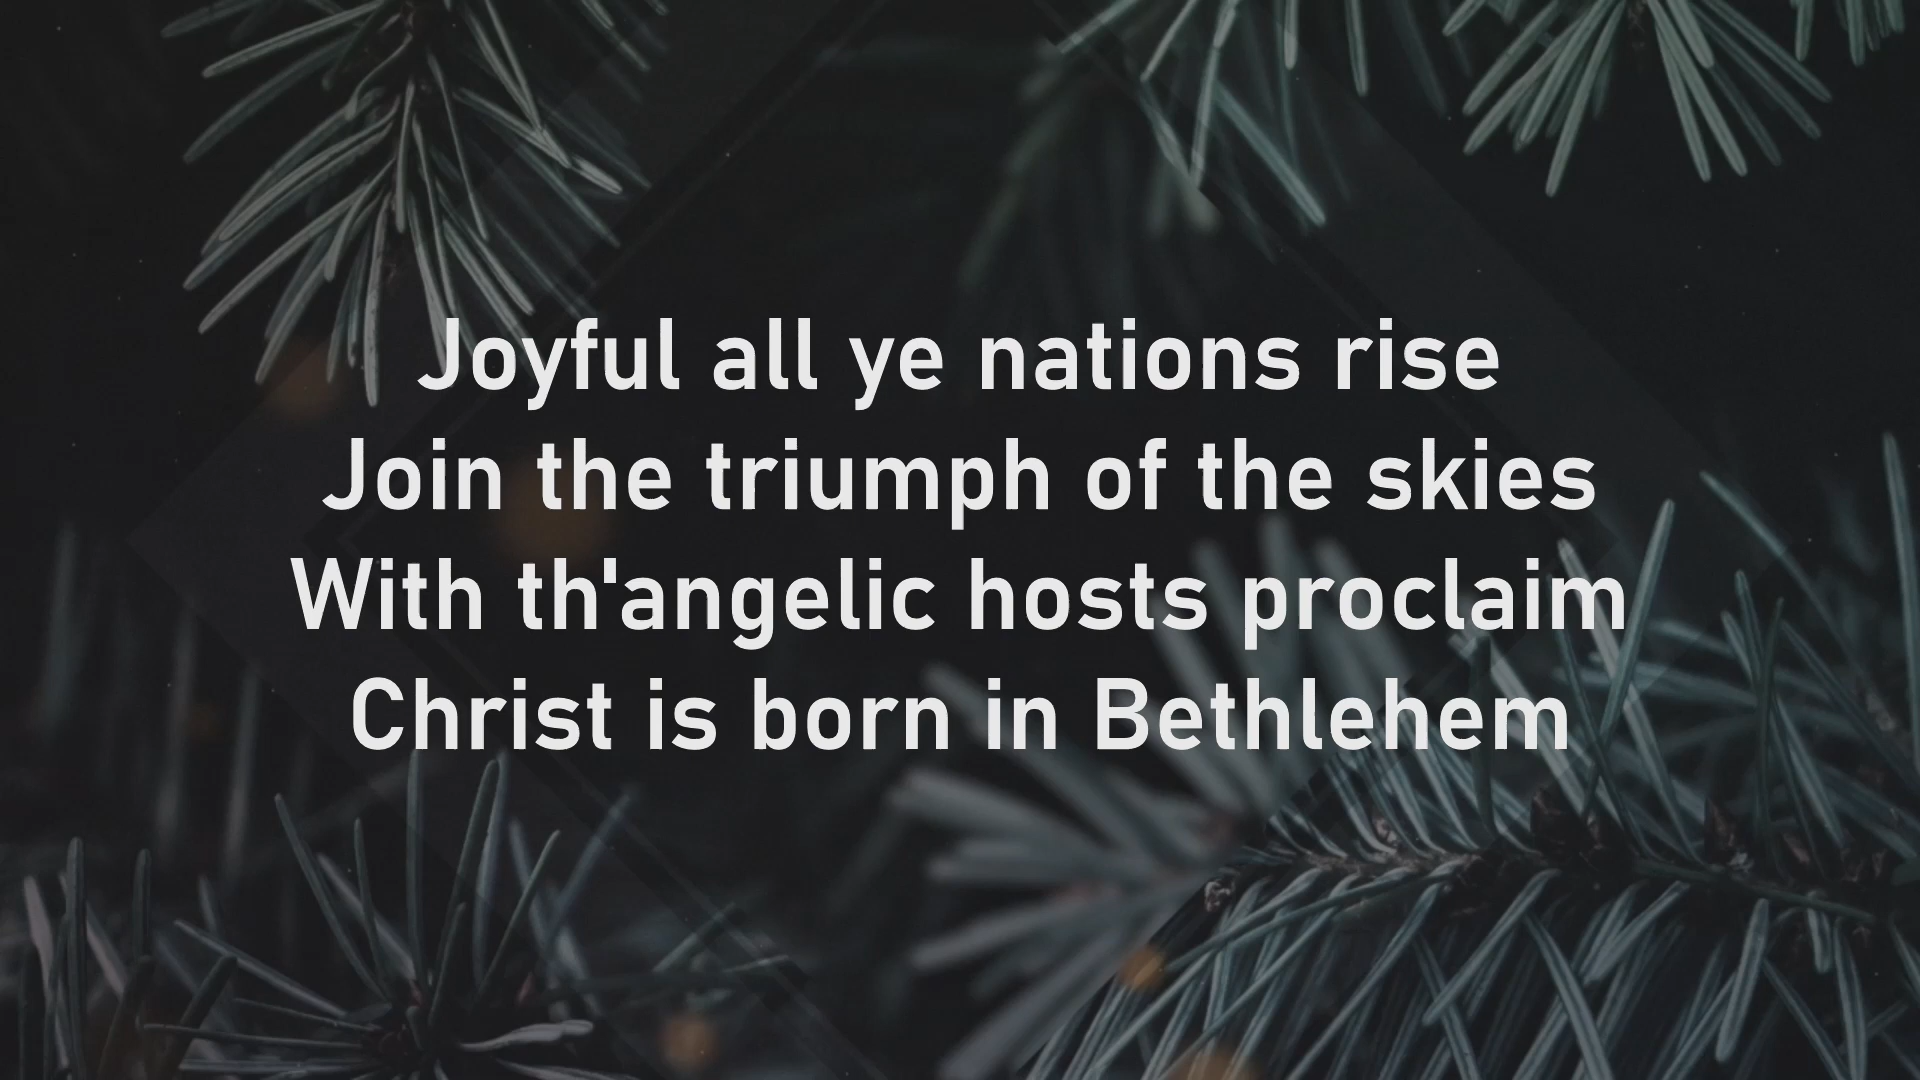 Joyful all ye nations rise
Join the triumph of the skies
With th'angelic hosts proclaim
Christ is born in Bethlehem